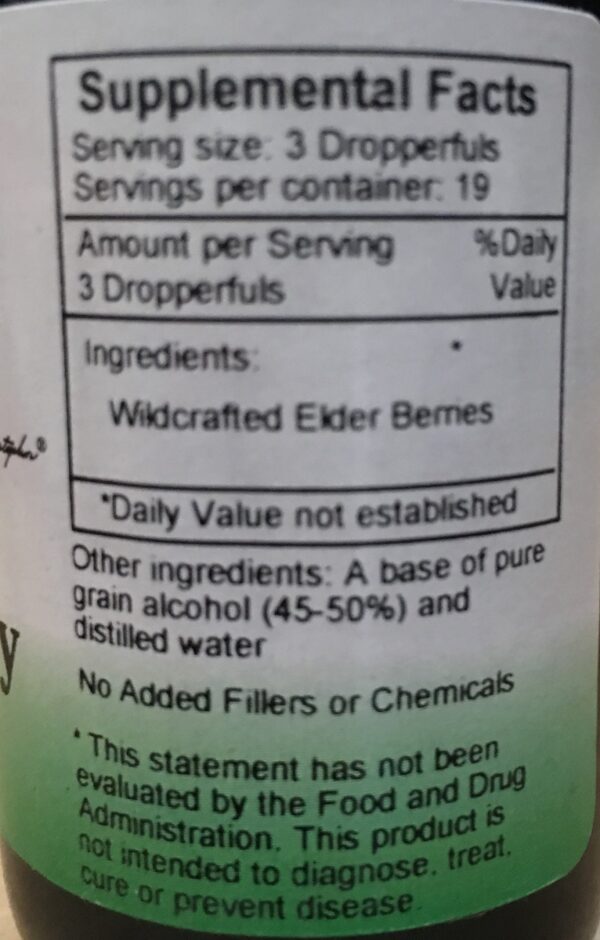 Supplemental Facts
Serving size: 3 Dropperfuls
Servings per container: 19
Amount per Serving %Daily
3 Dropperfuls Value
Ingredients: *
Wildcrafted Elder Berries
*Daily Value not established
Other ingredients: A base of pure
grain alcohol (45-50%) and
distilled water
No Added Fillers or Chemicals
* This statement has not been
evaluated by the Food and Drug
Administration. This product is
not intended to diagnose, treat,
cure or prevent disease.
y